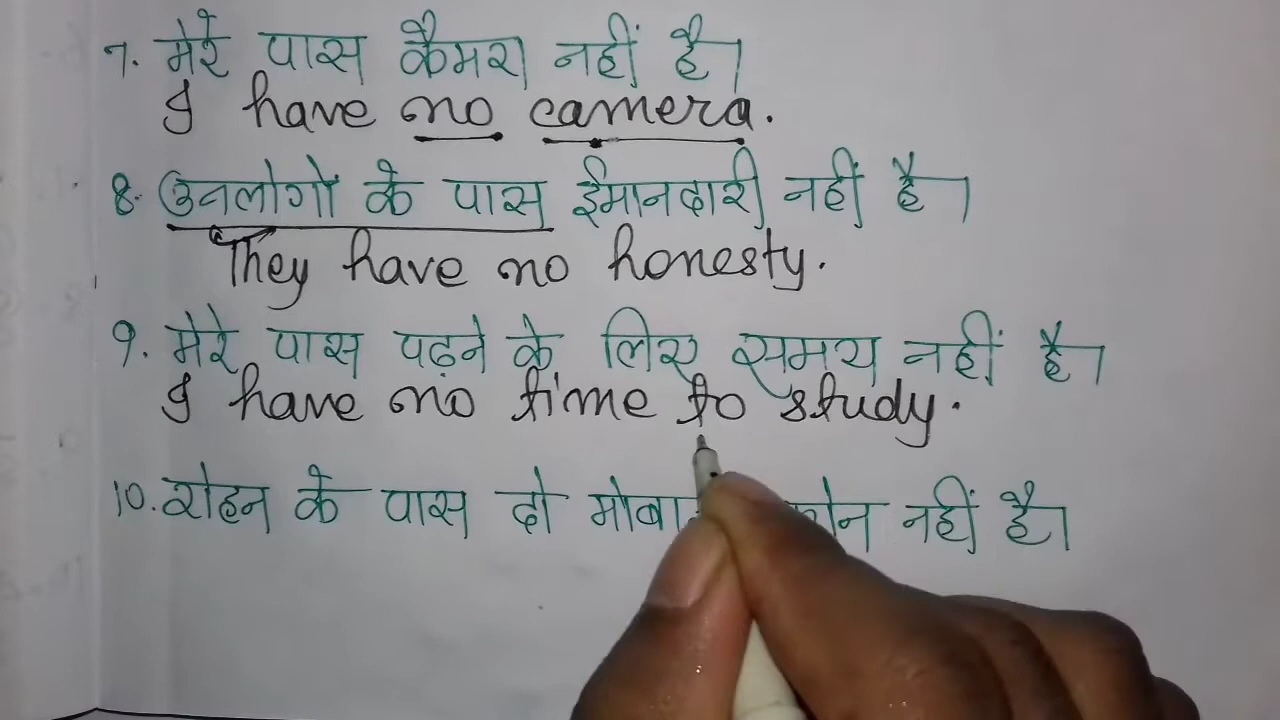 7. मेरे पास कैमरा नहीं है।
I have no camera.
8. उनलोगों के पास ईमानदारी नहीं है।
They have no honesty.
9. मेरे पास पढ़ने के लिए समय नहीं है।
I have no time to study.
10. रोहन के पास दो नहीं है।